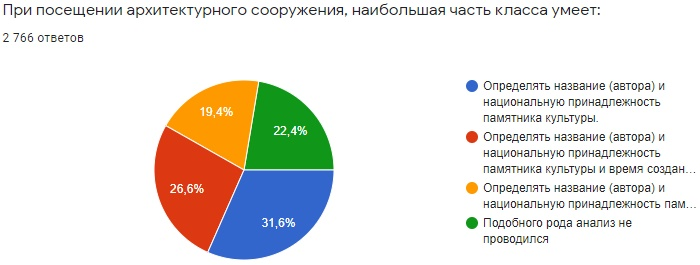 При посещении архитектурного сооружения, наибольшая часть класса умеет:
2 766 ответов
19,4%
22,4%
26,6%
31,6%
Определять название (автора) и
национальную принадлежность
памятника культуры.
Определять название (автора) и
национальную принадлежность
памятника культуры и время создан…
Определять название (автора) и
национальную принадлежность пам…
Подобного рода анализ не
проводился